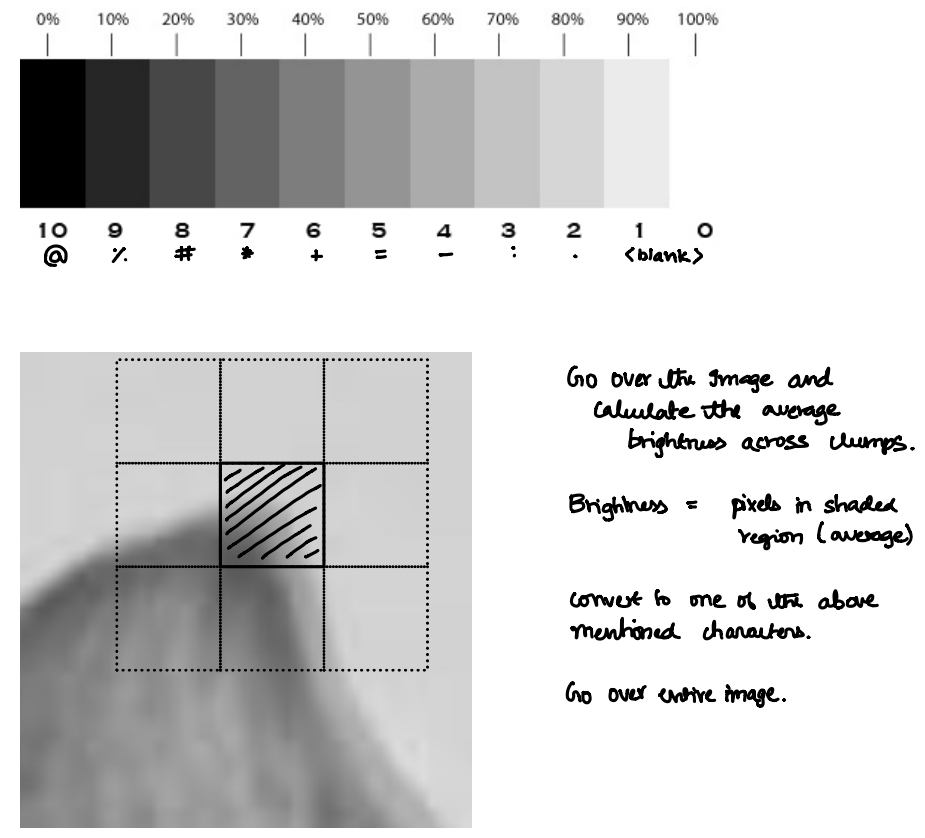 0% 10% 20% 30% 40% 50% 60% 70% 80% 90% 100%
10 9 8 7 6 5 4 3 2 1 0
@ % # * + = - : . <blank>
Go over the image and
calculate the average
brightness across clumps.
Brightness = pixels in shaded
region (average)
convert to one of the above
mentioned characters.
Go over entire image.